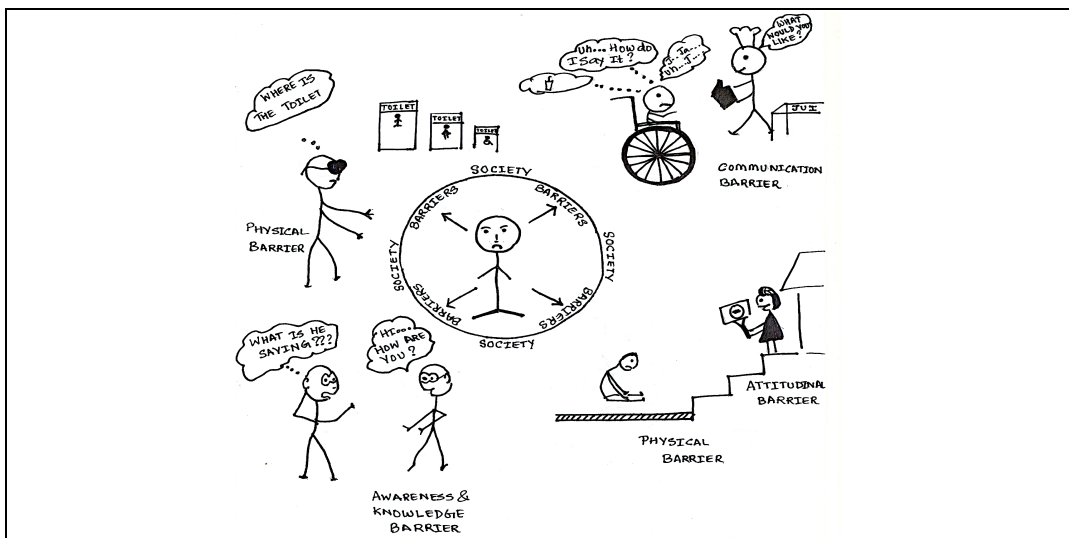 WHERE IS
THE TOILET
PHYSICAL
BARRIER
TOILET
TOILET
TOILET
Uh... How do
I say It?
J..Ja...
Uh...J...
WHAT
WOULD YOU
LIKE?
JUI
COMMUNICATION
BARRIER
SOCIETY
SOCIETY
SOCIETY
SOCIETY
BARRIERS
BARRIERS
BARRIERS
BARRIERS
WHAT IS HE
SAYING???
HI...
HOW ARE
YOU?
AWARENESS &
KNOWLEDGE
BARRIER
ATTITUDINAL
BARRIER
PHYSICAL
BARRIER